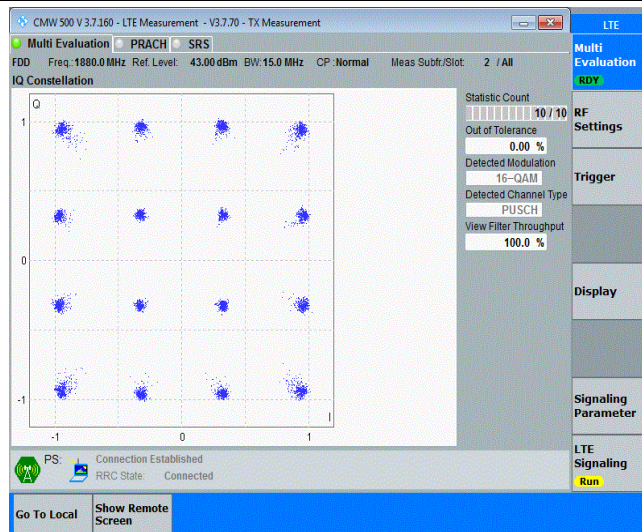 CMW 500 V 3.7.160 - LTE Measurement - V3.7.70 - TX Measurement
LTE
Multi Evaluation PRACH SRS
FDD Freq.:1880.0 MHz Ref. Level: 43.00 dBm BW:15.0 MHz CP :Normal Meas Subfr./Slot: 2 / All
IQ Constellation
Q
1
0
-1
I
-1 0 1
Statistic Count
10 / 10
Out of Tolerance
0.00 %
Detected Modulation
16-QAM
Detected Channel Type
PUSCH
View Filter Throughput
100.0 %
Multi
Evaluation
RDY
RF
Settings
Trigger
Display
Signaling
Parameter
LTE
Signaling
Run
PS: Connection Established
RRC State: Connected
Go To Local
Show Remote
Screen